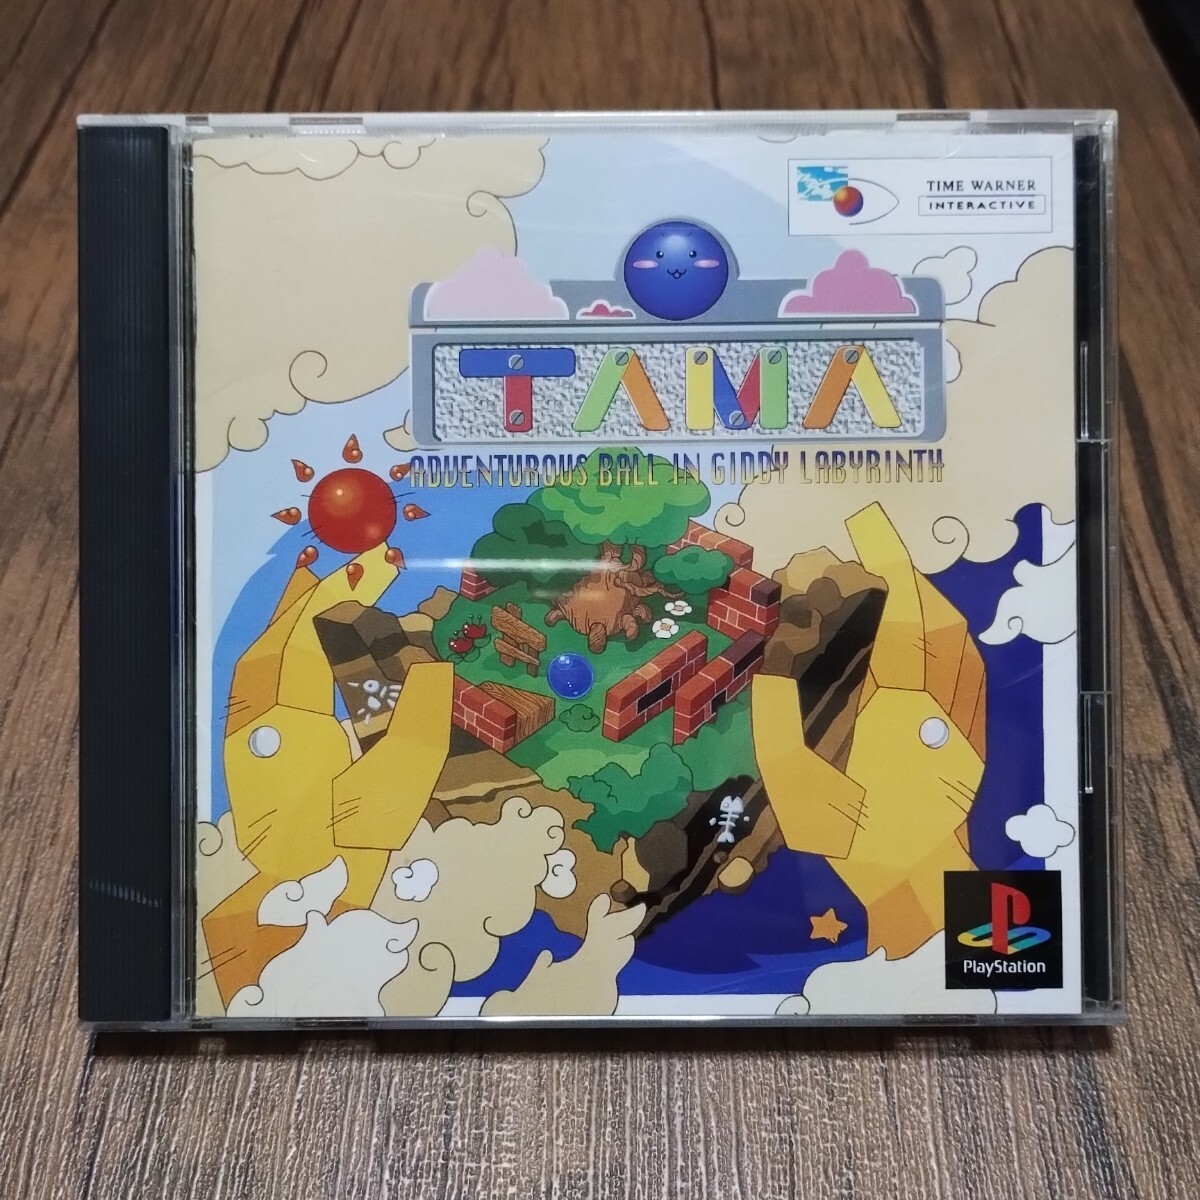 TIME WARNER
INTERACTIVE
TAMA
ADVENTUROUS BALL IN GIDDY LABYRINTH
PlayStation